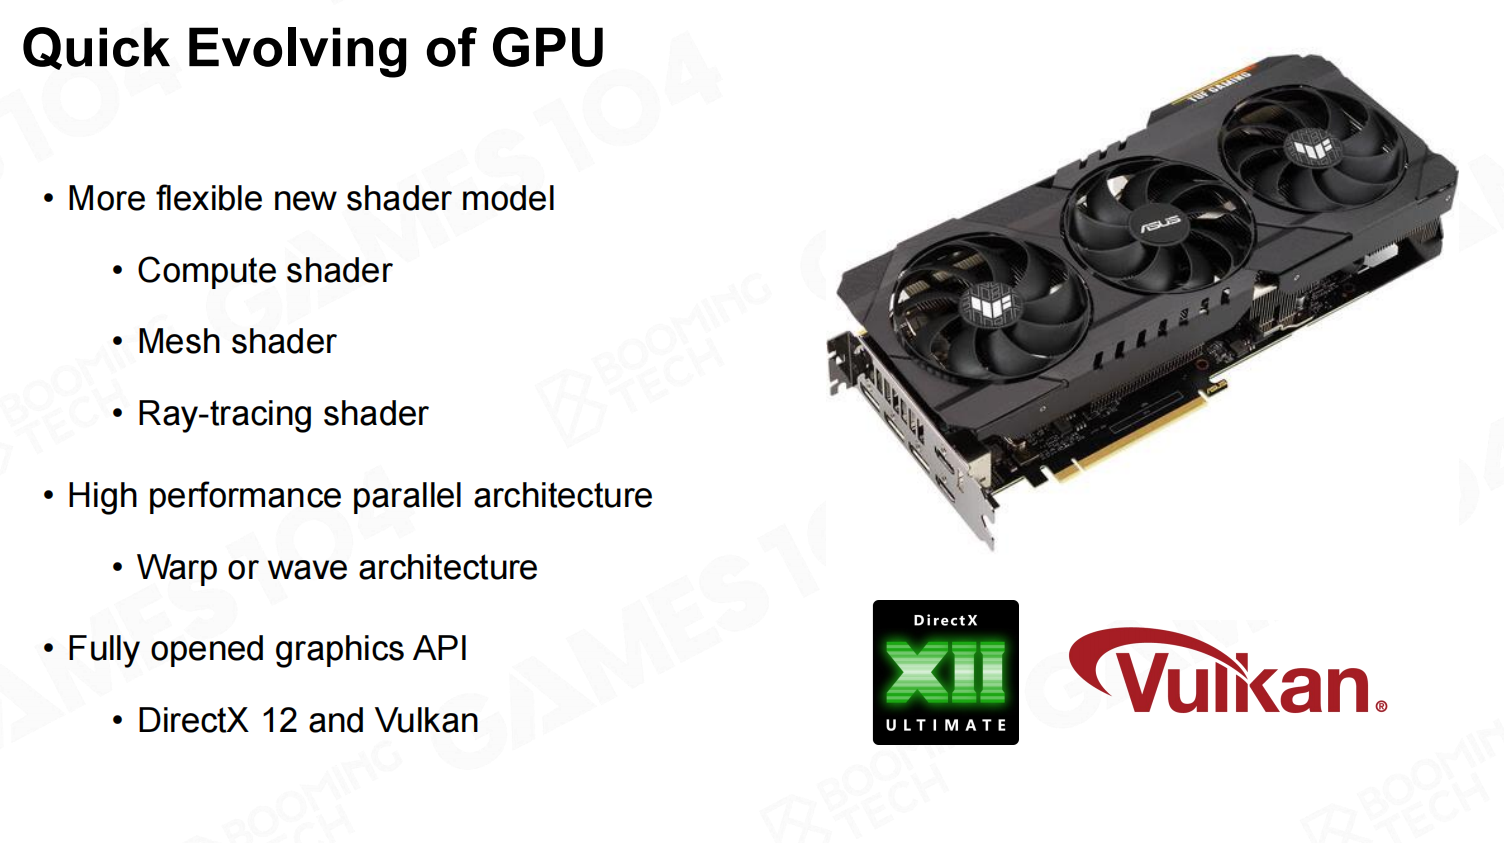 Quick Evolving of GPU
• More flexible new shader model
• Compute shader
• Mesh shader
• Ray-tracing shader
• High performance parallel architecture
• Warp or wave architecture
• Fully opened graphics API
• DirectX 12 and Vulkan
TUF GAMING
ASUS
ASUS
DirectX
XII
ULTIMATE
Vulkan®
GAMES104
BOOMING
TECH